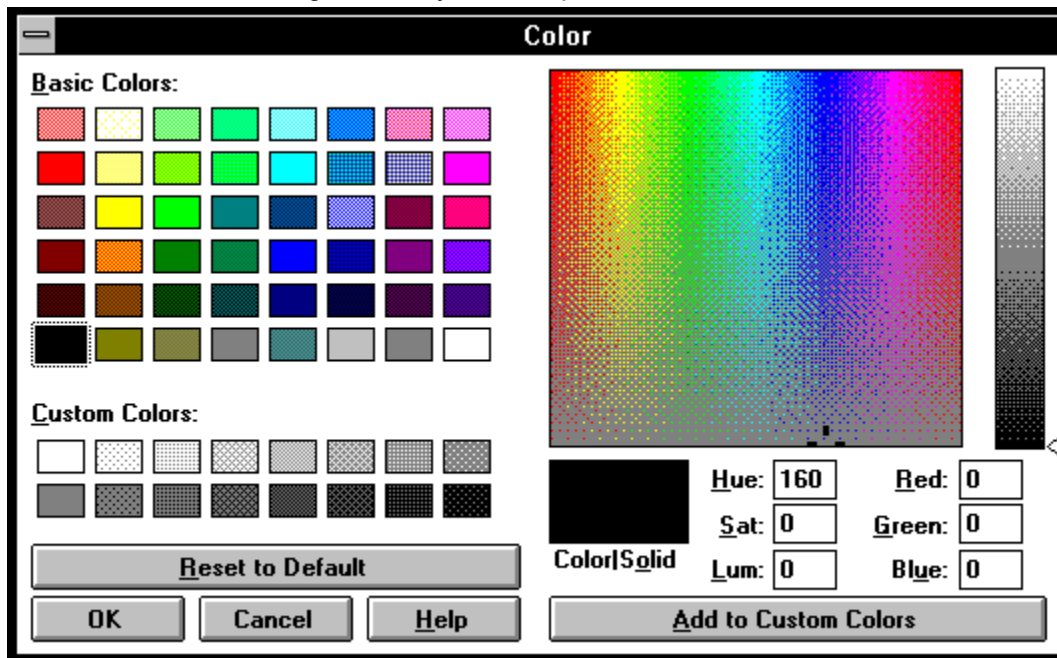 Color
Basic Colors:
Custom Colors:
Reset to Default
OK Cancel Help
Color|Solid
Hue: 160 Red: 0
Sat: 0 Green: 0
Lum: 0 Blue: 0
Add to Custom Colors